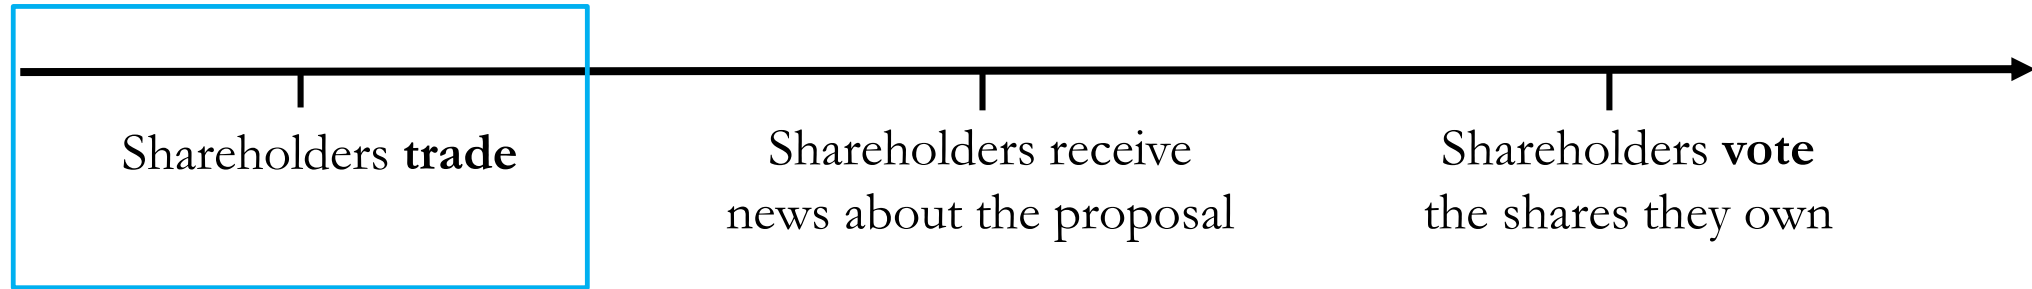 Shareholders trade
Shareholders receive
news about the proposal
Shareholders vote
the shares they own